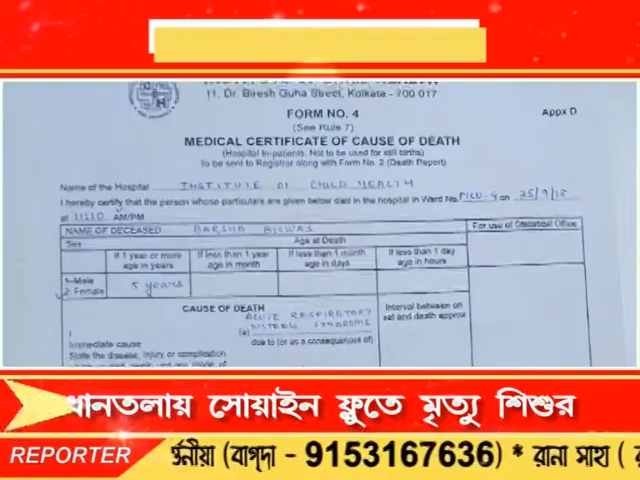 11, Dr. Biresh Guha Street, Kolkata - 700 017
FORM NO. 4
Appx D
(See Rule 7)
MEDICAL CERTIFICATE OF CAUSE OF DEATH
(Hospital In-patients. Not to be used for still births)
To be sent to Registrar along with Form No. 2 (Death Report)
Name of the Hospital INSTITUTE OF CHILD HEALTH
I hereby certify that the person whose particulars are given below died in the hospital in Ward No. PICU-4 on 25/9/18
at AM/PM
NAME OF DECEASED BARSHA BISWAS
For use of Statistical Office
Sex Age at Death
If 1 year or more age in years
If less than 1 year age in month
If less than 1 month age in days
If less than 1 day age in hours
1-Male
2. Female
5 years
CAUSE OF DEATH
Interval between on set and death approx
ACUTE RESPIRATORY
(a) DISTRESS SYNDROME
I
Immediate cause
due to (or as a consequences of)
State the disease, injury or complication
ধানতলায় সোয়াইন ফ্লুতে মৃত্যু শিশুর
REPORTER
(বাগ্দা - 9153167636) * রানা সাহা (